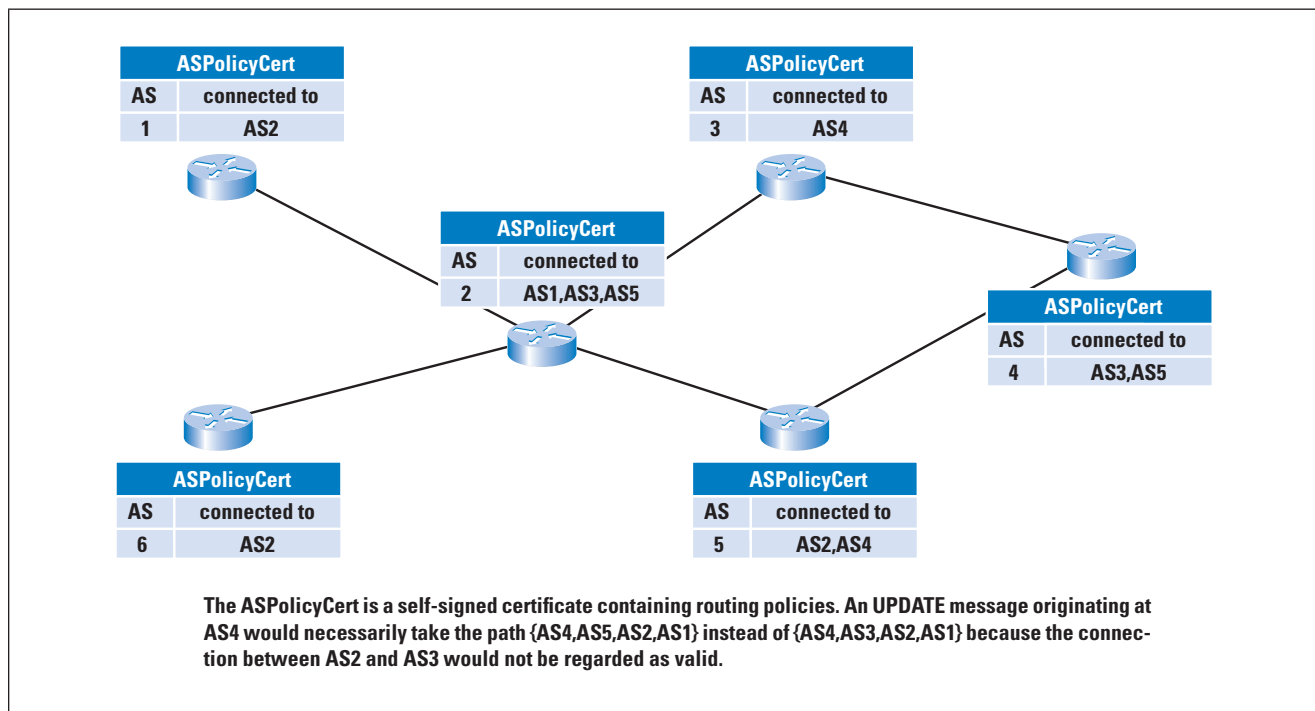 ASPolicyCert
AS connected to
1 AS2
ASPolicyCert
AS connected to
3 AS4
ASPolicyCert
AS connected to
2 AS1,AS3,AS5
ASPolicyCert
AS connected to
4 AS3,AS5
ASPolicyCert
AS connected to
6 AS2
ASPolicyCert
AS connected to
5 AS2,AS4
The ASPolicyCert is a self-signed certificate containing routing policies. An UPDATE message originating at
AS4 would necessarily take the path {AS4,AS5,AS2,AS1} instead of {AS4,AS3,AS2,AS1} because the connec-
tion between AS2 and AS3 would not be regarded as valid.